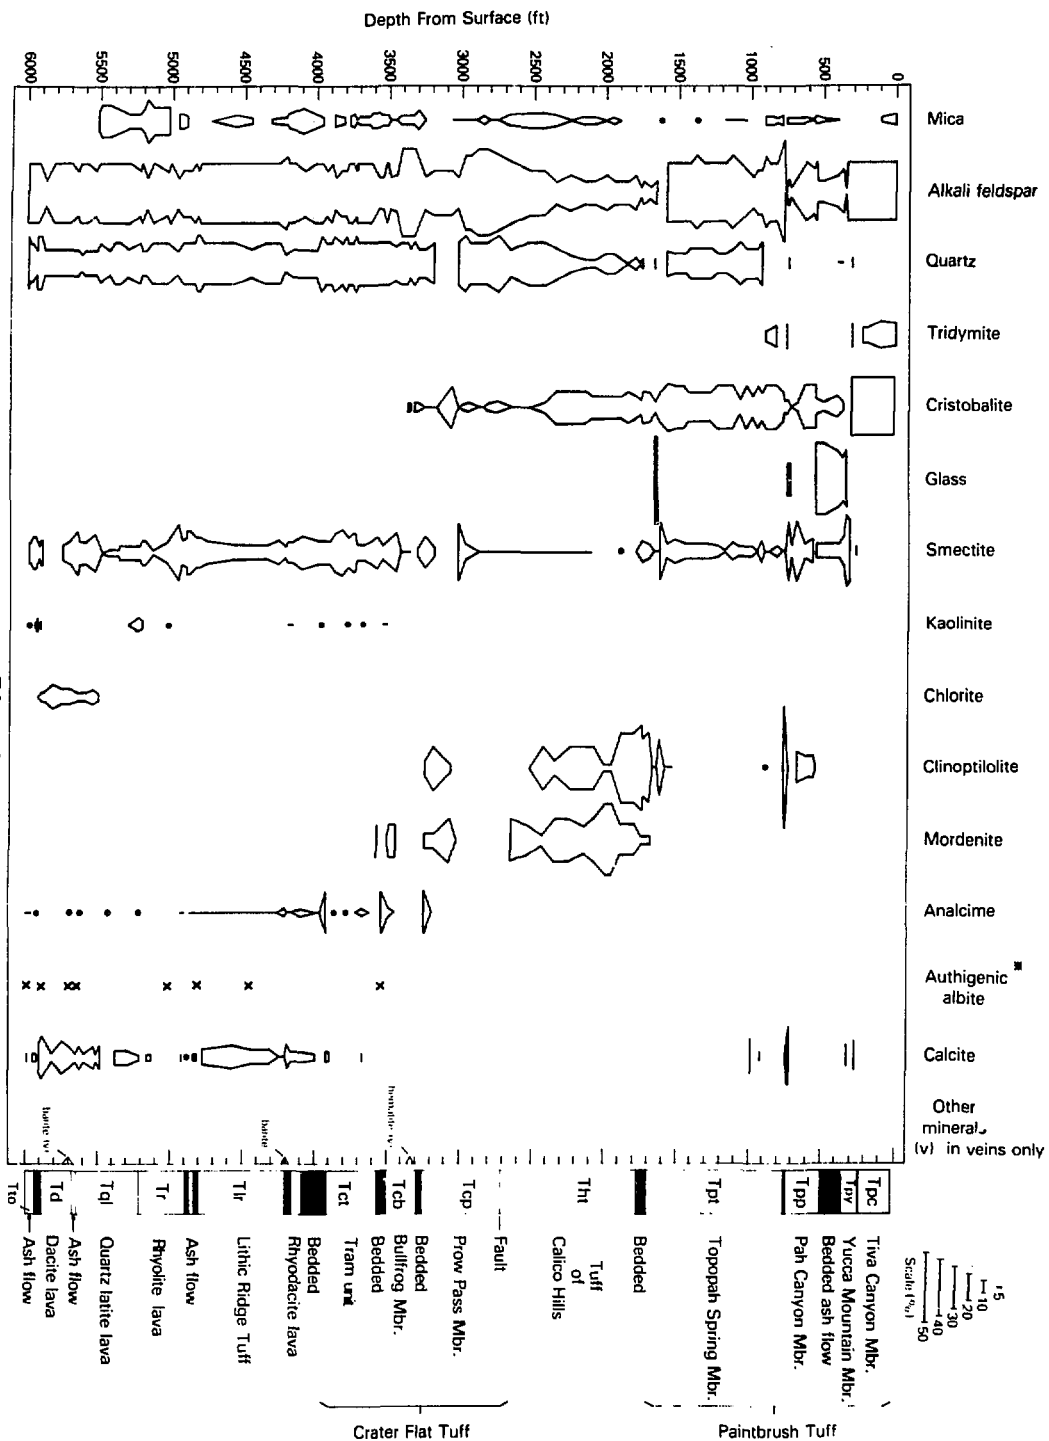 Depth From Surface (ft)
6000
5500
5000
4500
4000
3500
3000
2500
2000
1500
1000
500
0
Mica
Alkali feldspar
Quartz
Tridymite
Cristobalite
Glass
Smectite
Kaolinite
Chlorite
Clinoptilolite
Mordenite
Analcime
Authigenic
albite
Calcite
Other
(v) in veins only
barite
Td
Tql
Tr
Tlr
Tct
Tcb
Tcp
Tht
Tpt
Tpp
Tpy
Tpc
Ash flow
Dacite lava
Ash flow
Quartz latite lava
Rhyolite lava
Ash flow
Lithic Ridge Tuff
Rhyodacite lava
Bedded
Tram unit
Bedded
Bullfrog Mbr.
Bedded
Prow Pass Mbr.
Fault
Tuff
of
Calico Hills
Bedded
Topopah Spring Mbr.
Pah Canyon Mbr.
Bedded ash flow
Yucca Mountain Mbr.
Tiva Canyon Mbr.
Scale (%)
5
10
20
30
40
50
Crater Flat Tuff
Paintbrush Tuff